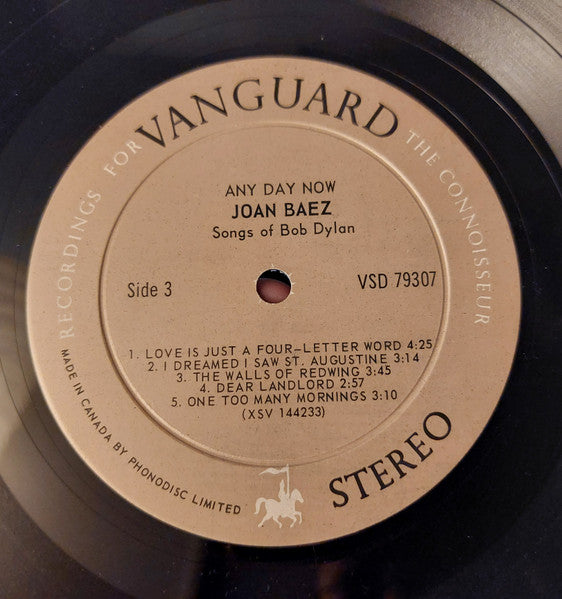 RECORDINGS FOR VANGUARD THE CONNOISSEUR
ANY DAY NOW
JOAN BAEZ
Songs of Bob Dylan
Side 3
VSD 79307
1. LOVE IS JUST A FOUR-LETTER WORD 4:25
2. I DREAMED I SAW ST. AUGUSTINE 3:14
3. THE WALLS OF REDWING 3:45
4. DEAR LANDLORD 2:57
5. ONE TOO MANY MORNINGS 3:10
(XSV 144233)
MADE IN CANADA BY PHONODISC LIMITED
STEREO